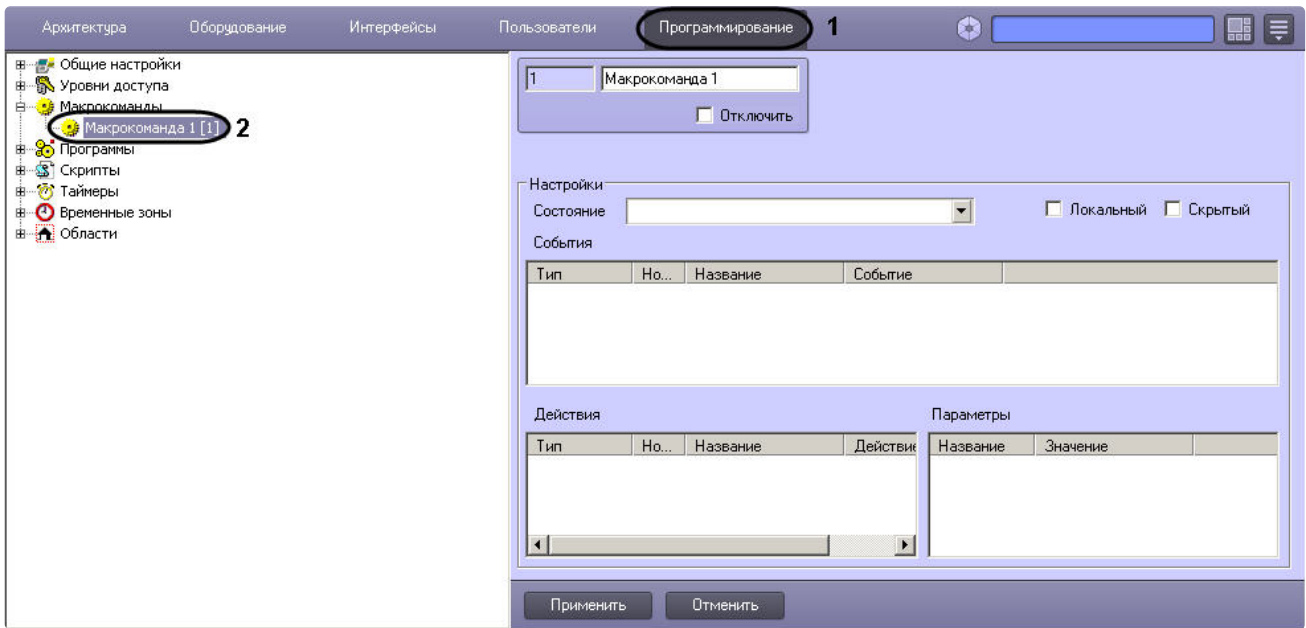 Архитектура Оборудование Интерфейсы Пользователи Программирование 1
Общие настройки
Уровни доступа
Макрокоманды
Макрокоманда 1 [1] 2
Программы
Скрипты
Таймеры
Временные зоны
Области
1 Макрокоманда 1
Отключить
Настройки
Состояние Локальный Скрытый
События
Тип Но... Название Событие
Действия Параметры
Тип Но... Название Действие Название Значение
Применить Отменить